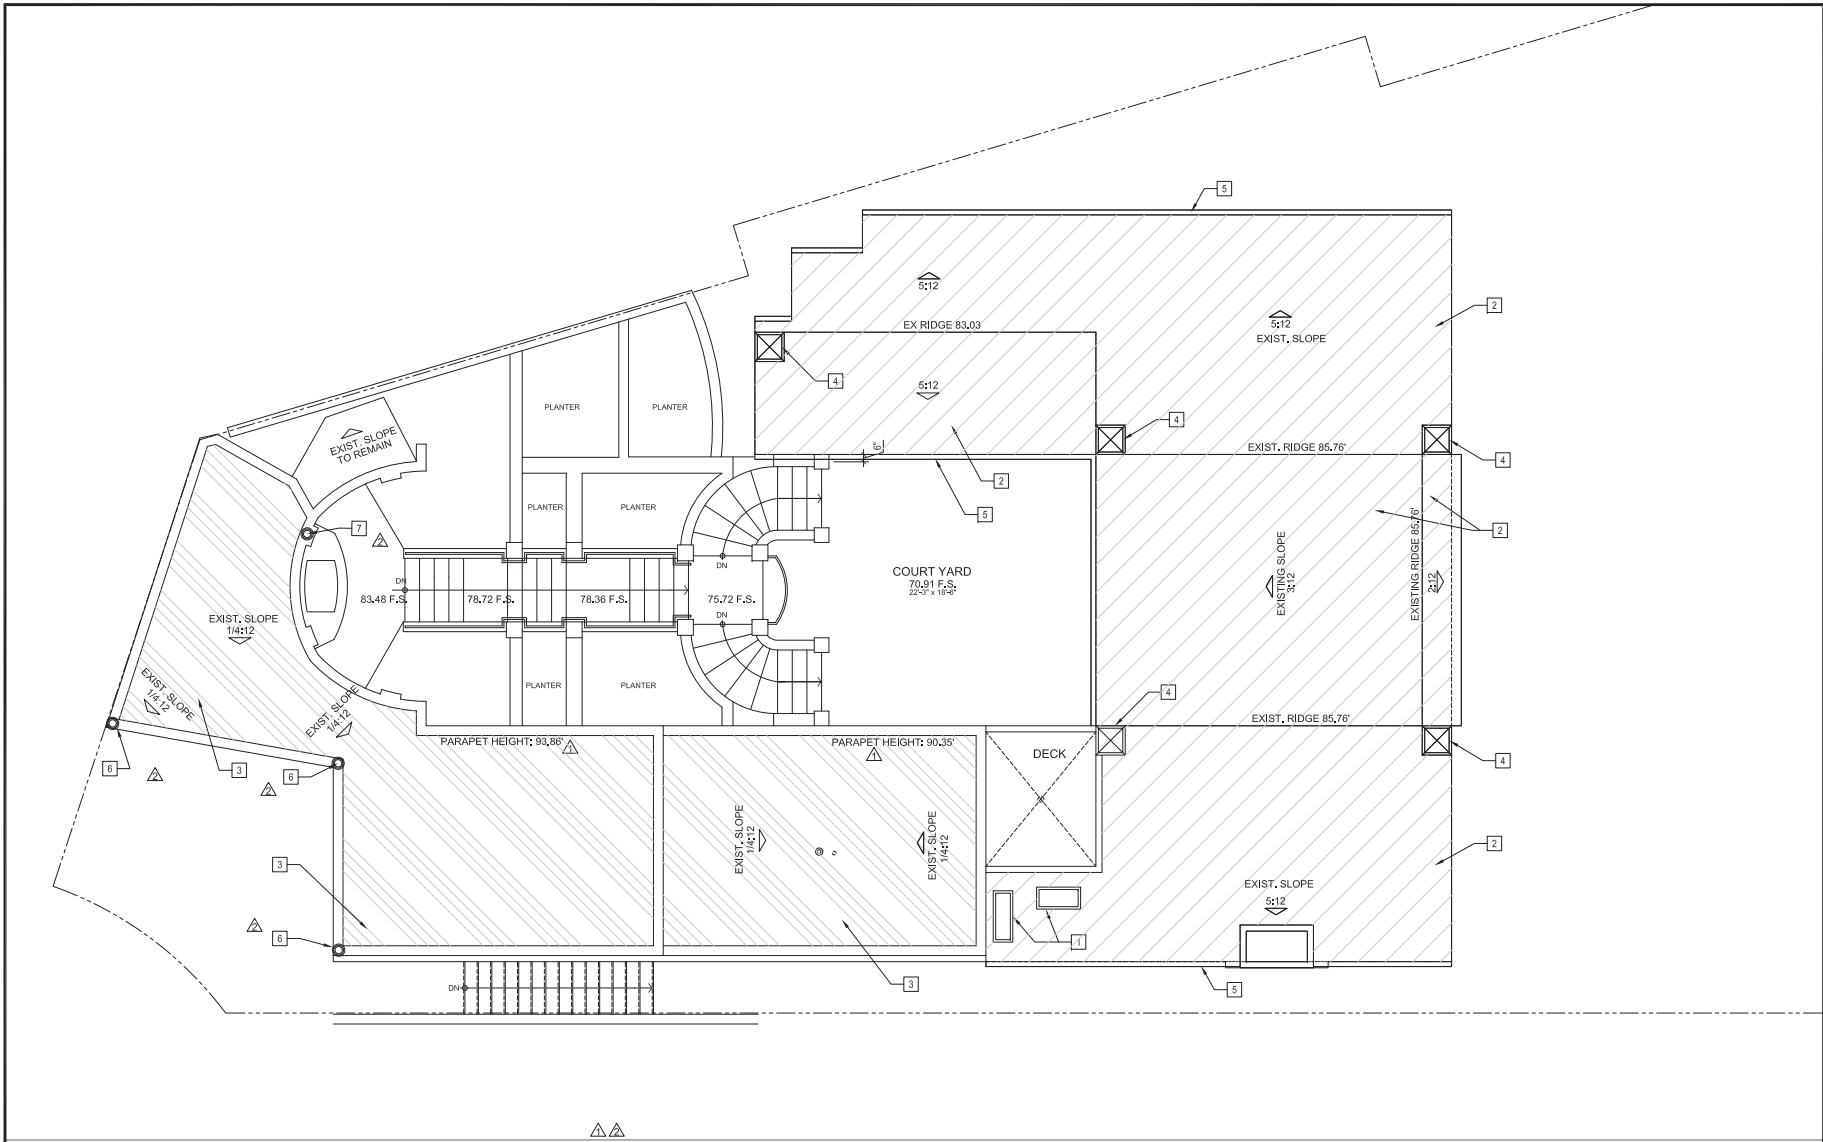 5
5:12
2
5:12
EXIST. SLOPE
EX RIDGE 83.03
4
5:12
PLANTER
PLANTER
4
EXIST. SLOPE
TO REMAIN
6"
EXIST. RIDGE 85.76'
4
2
5
PLANTER
PLANTER
7
2
2
EXISTING RIDGE 85.76'
COURT YARD
70.91 F.S.
22'-3" x 18'-6"
EXISTING SLOPE
3:12
2:12
DN
DN
83.48 F.S.
78.72 F.S.
78.36 F.S.
75.72 F.S.
DN
EXIST. SLOPE
1/4:12
EXIST. SLOPE
1/4:12
EXIST. SLOPE
1/4:12
PLANTER
PLANTER
4
EXIST. RIDGE 85.76'
PARAPET HEIGHT: 93.86'
1
PARAPET HEIGHT: 90.35'
1
DECK
4
6
2
3
6
2
EXIST. SLOPE
1/4:12
EXIST. SLOPE
1/4:12
2
3
EXIST. SLOPE
5:12
2
6
1
3
5
DN
1 2